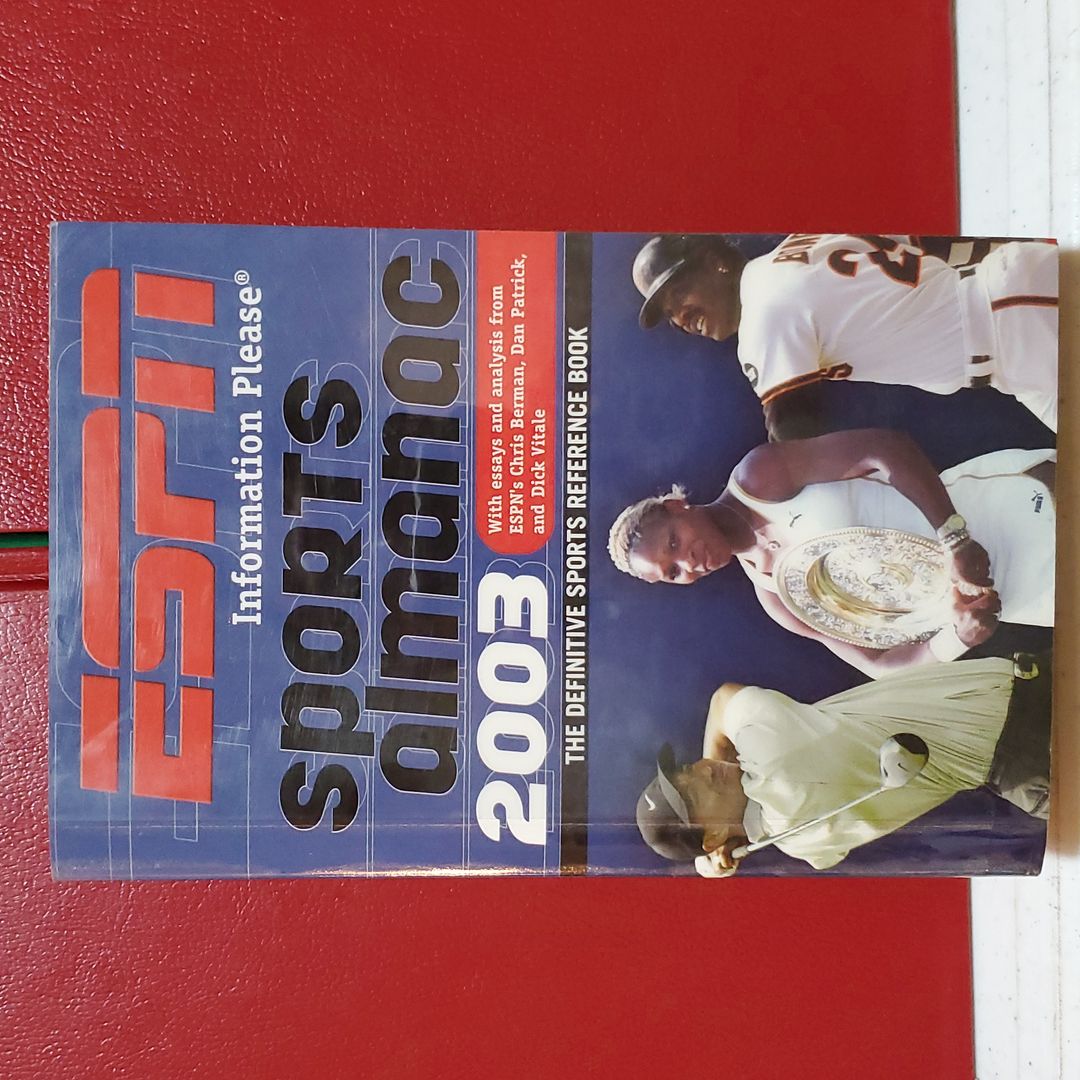 ESPN
Information Please®
sports
almanac
2003
With essays and analysis from
ESPN's Chris Berman, Dan Patrick,
and Dick Vitale
THE DEFINITIVE SPORTS REFERENCE BOOK
PUMA